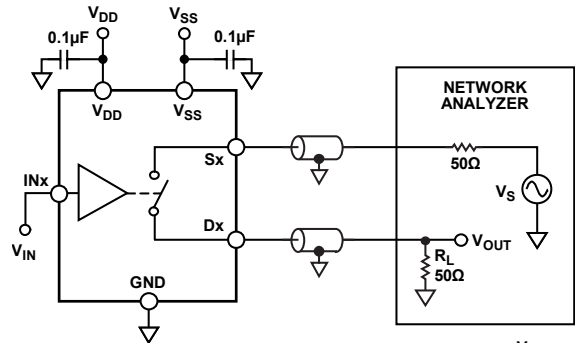 VDD
VSS
0.1µF
0.1µF
VDD
VSS
NETWORK
ANALYZER
Sx
50Ω
INx
VS
VIN
Dx
VOUT
RL
50Ω
GND
V